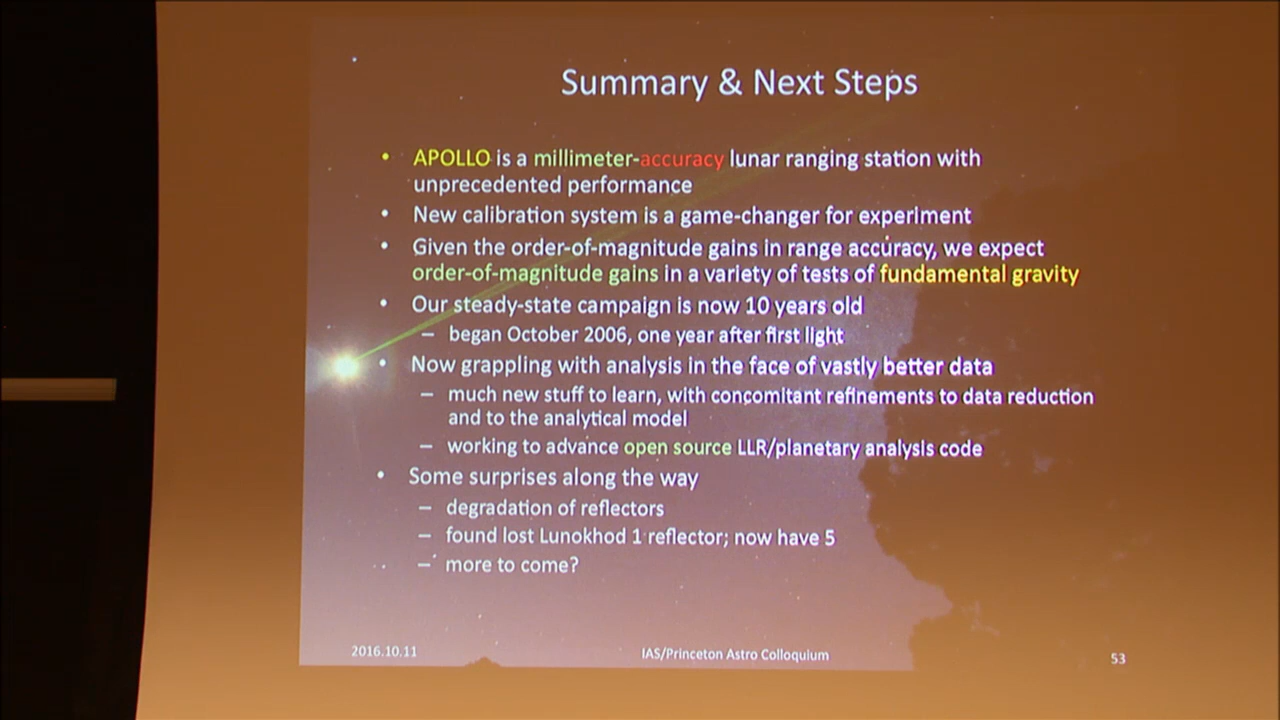 Summary & Next Steps
• APOLLO is a millimeter-accuracy lunar ranging station with
unprecedented performance
• New calibration system is a game-changer for experiment
• Given the order-of-magnitude gains in range accuracy, we expect
order-of-magnitude gains in a variety of tests of fundamental gravity
• Our steady-state campaign is now 10 years old
– began October 2006, one year after first light
• Now grappling with analysis in the face of vastly better data
– much new stuff to learn, with concomitant refinements to data reduction
and to the analytical model
– working to advance open source LLR/planetary analysis code
• Some surprises along the way
– degradation of reflectors
– found lost Lunokhod 1 reflector; now have 5
– more to come?
2016.10.11
IAS/Princeton Astro Colloquium
53